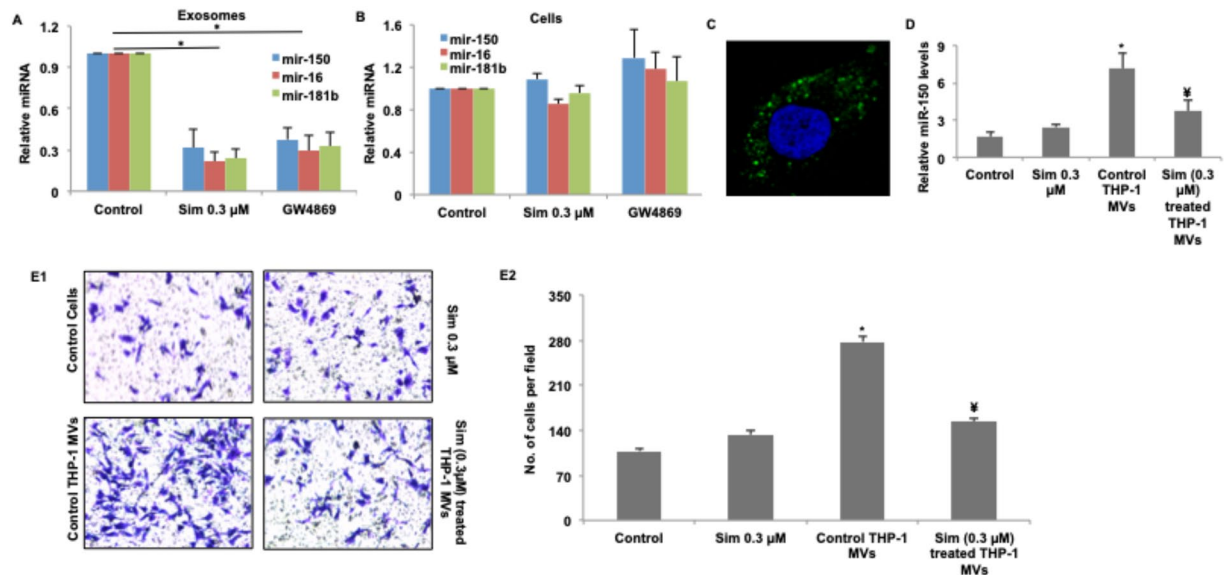 A
Exosomes
1.2
0.9
0.6
0.3
0
Relative miRNA
*
*
mir-150
mir-16
mir-181b
Control
Sim 0.3 µM
GW4869
B
Cells
1.6
1.2
0.8
0.4
0.0
Relative miRNA
mir-150
mir-16
mir-181b
Control
Sim 0.3 µM
GW4869
C
D
9
6
3
0
Relative miR-150 levels
*
¥
Control
Sim 0.3
µM
Control
THP-1
MVs
Sim (0.3
µM)
treated
THP-1
MVs
E1
Control Cells
Sim 0.3 µM
Control THP-1 MVs
Sim (0.3µM) treated
THP-1 MVs
E2
350
280
210
140
70
0
No. of cells per field
*
¥
Control
Sim 0.3 µM
Control THP-1
MVs
Sim (0.3 µM)
treated THP-1
MVs